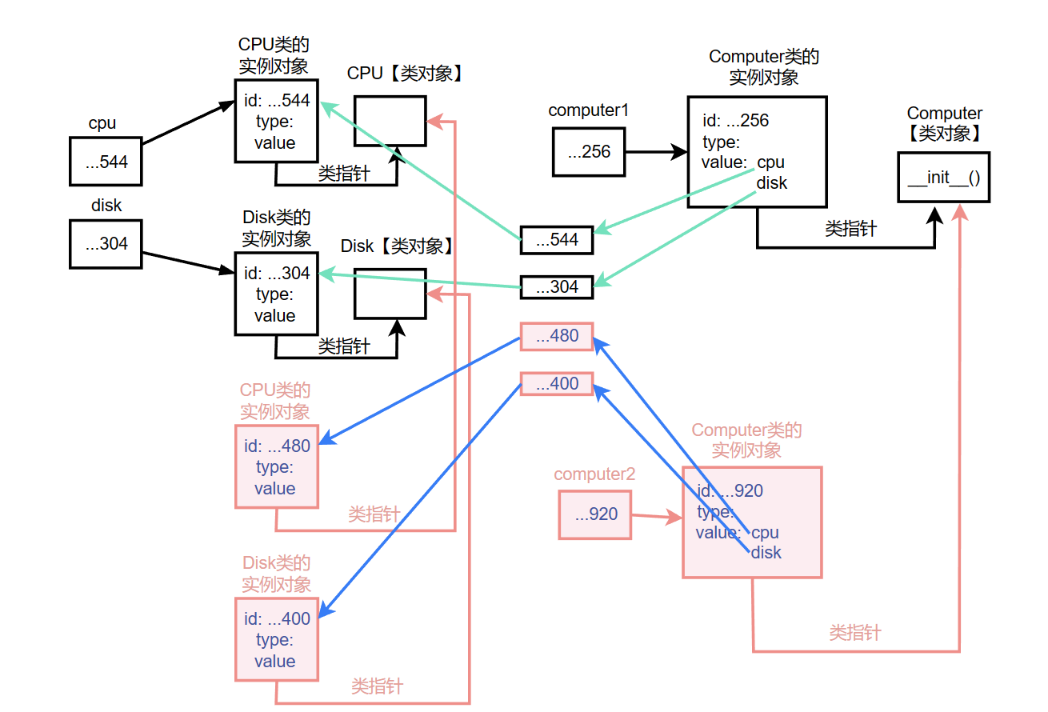 CPU类的
实例对象
CPU【类对象】
id: ...544
type:
value
cpu
...544
类指针
disk
...304
Disk类的
实例对象
Disk【类对象】
id: ...304
type:
value
类指针
computer1
...256
Computer类的
实例对象
id: ...256
type:
value: cpu
disk
Computer
【类对象】
__init__()
类指针
...544
...304
...480
...400
CPU类的
实例对象
id: ...480
type:
value
类指针
Disk类的
实例对象
id: ...400
type:
value
类指针
computer2
...920
Computer类的
实例对象
id: ...920
type:
value: cpu
disk
类指针